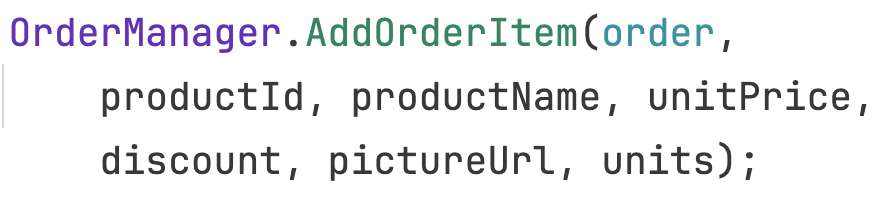 OrderManager.AddOrderItem(order,
productId, productName, unitPrice,
discount, pictureUrl, units);